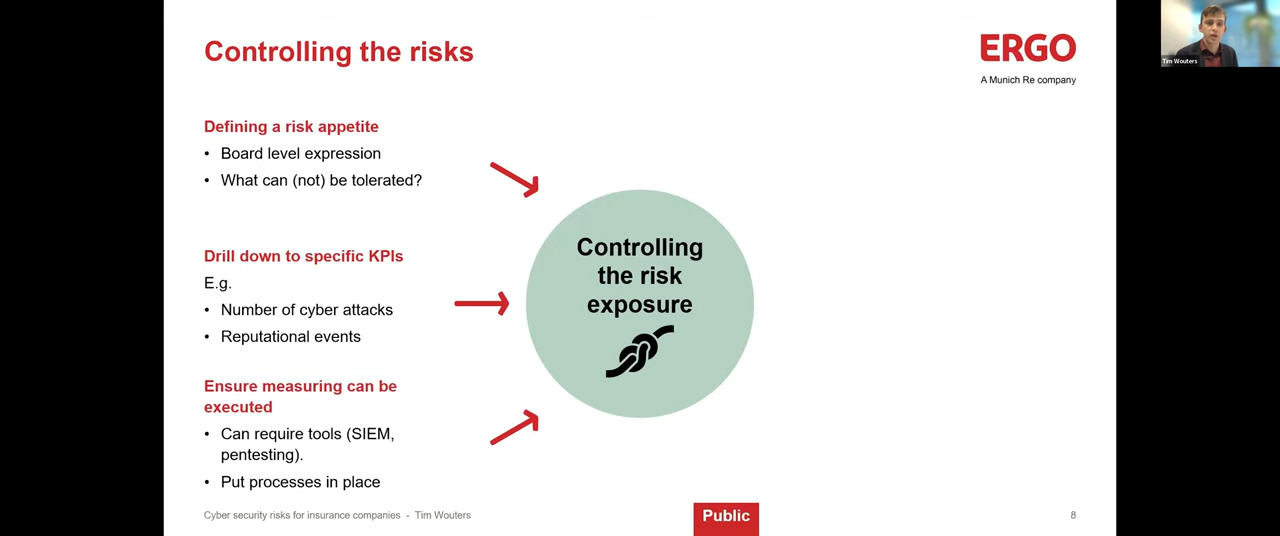 Controlling the risks
ERGO
A Munich Re company
Tim Wouters
Defining a risk appetite
• Board level expression
• What can (not) be tolerated?
Drill down to specific KPIs
E.g.
• Number of cyber attacks
• Reputational events
Ensure measuring can be
executed
• Can require tools (SIEM,
pentesting).
• Put processes in place
Controlling
the risk
exposure
Cyber security risks for insurance companies - Tim Wouters
Public
8